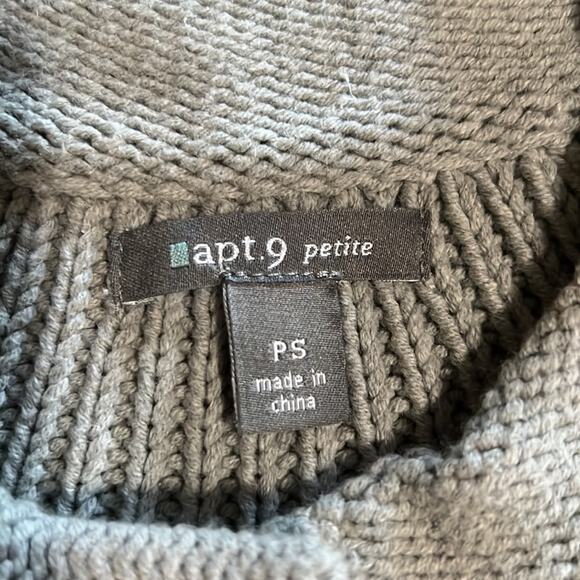 apt.9 petite
PS
made in
china